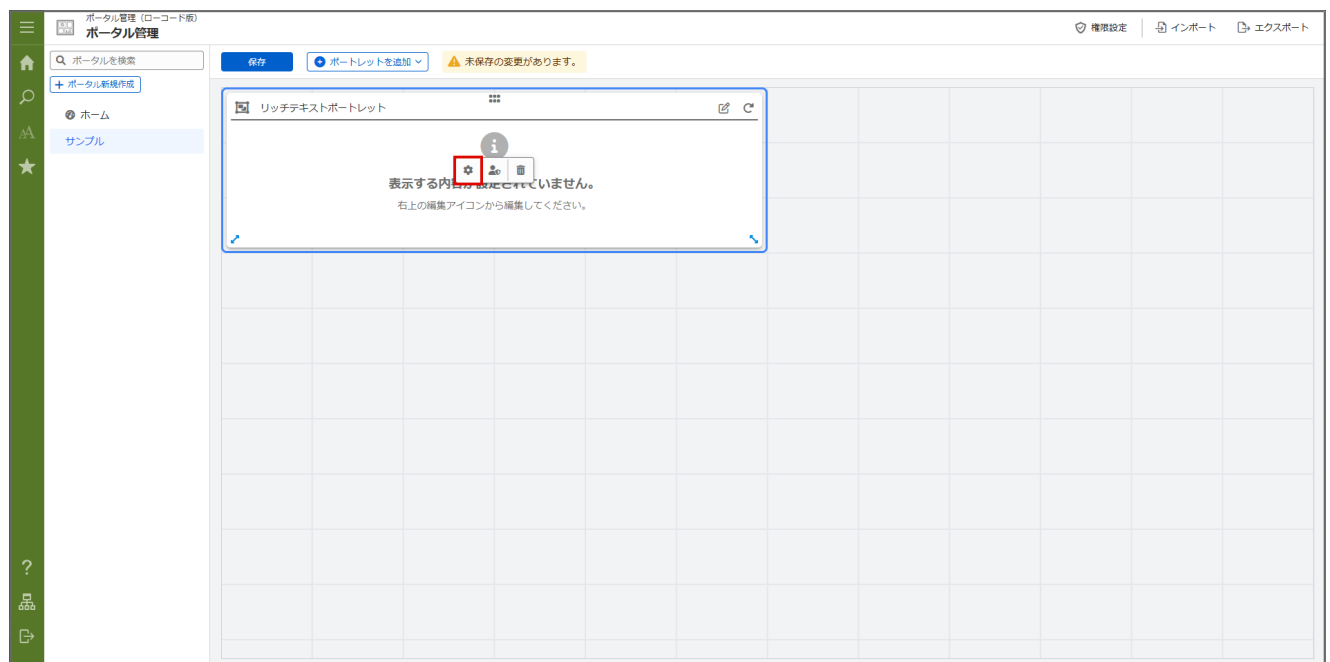 ポータル管理（ローコード版）
ポータル管理
権限設定
インポート
エクスポート
ポータルを検索
保存
ポートレットを追加
未保存の変更があります。
ポータル新規作成
ホーム
サンプル
リッチテキストポートレット
表示する内容が設定されていません。
右上の編集アイコンから編集してください。